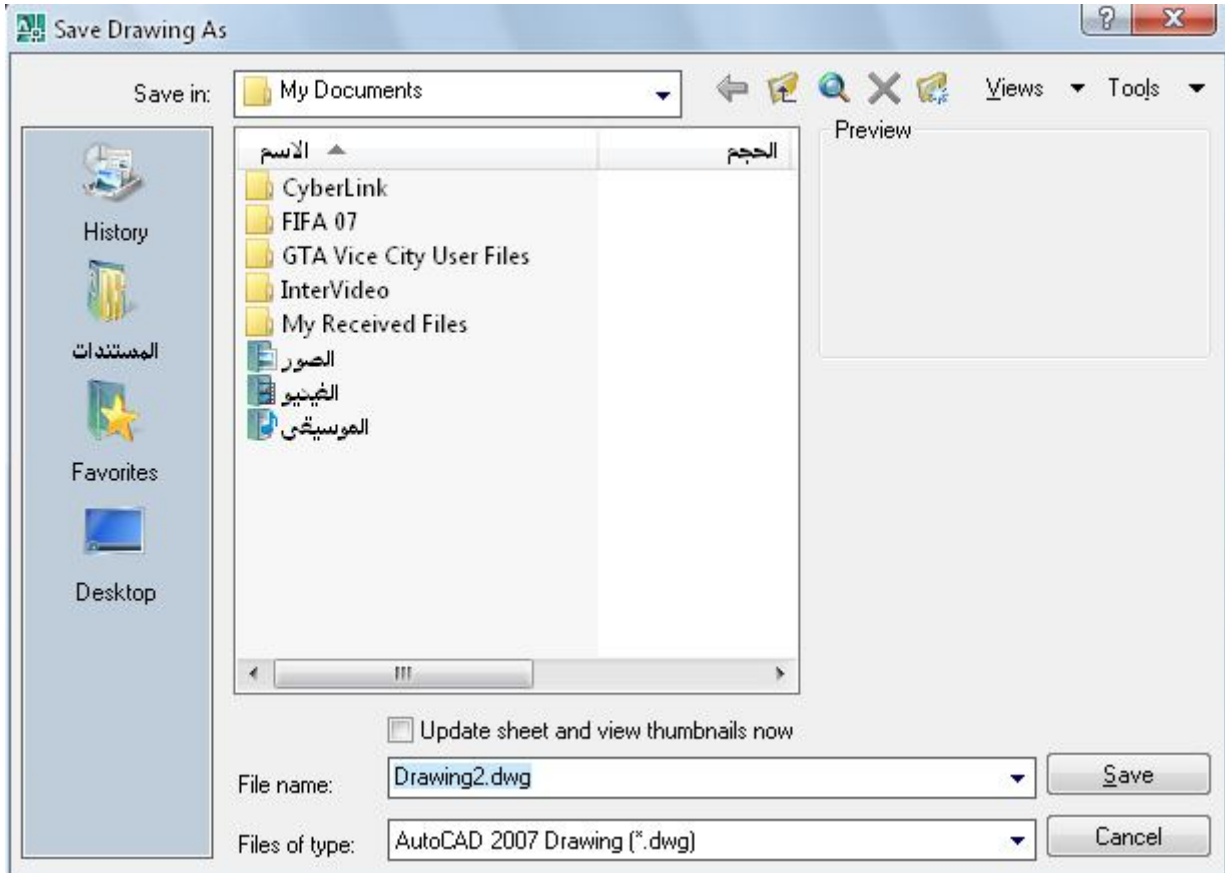 Save Drawing As
Save in:
My Documents
Views
Tools
History
المستندات
Favorites
Desktop
الاسم
الحجم
CyberLink
FIFA 07
GTA Vice City User Files
InterVideo
My Received Files
الصور
الفيديو
الموسيقى
Preview
Update sheet and view thumbnails now
File name:
Drawing2.dwg
Save
Files of type:
AutoCAD 2007 Drawing (*.dwg)
Cancel